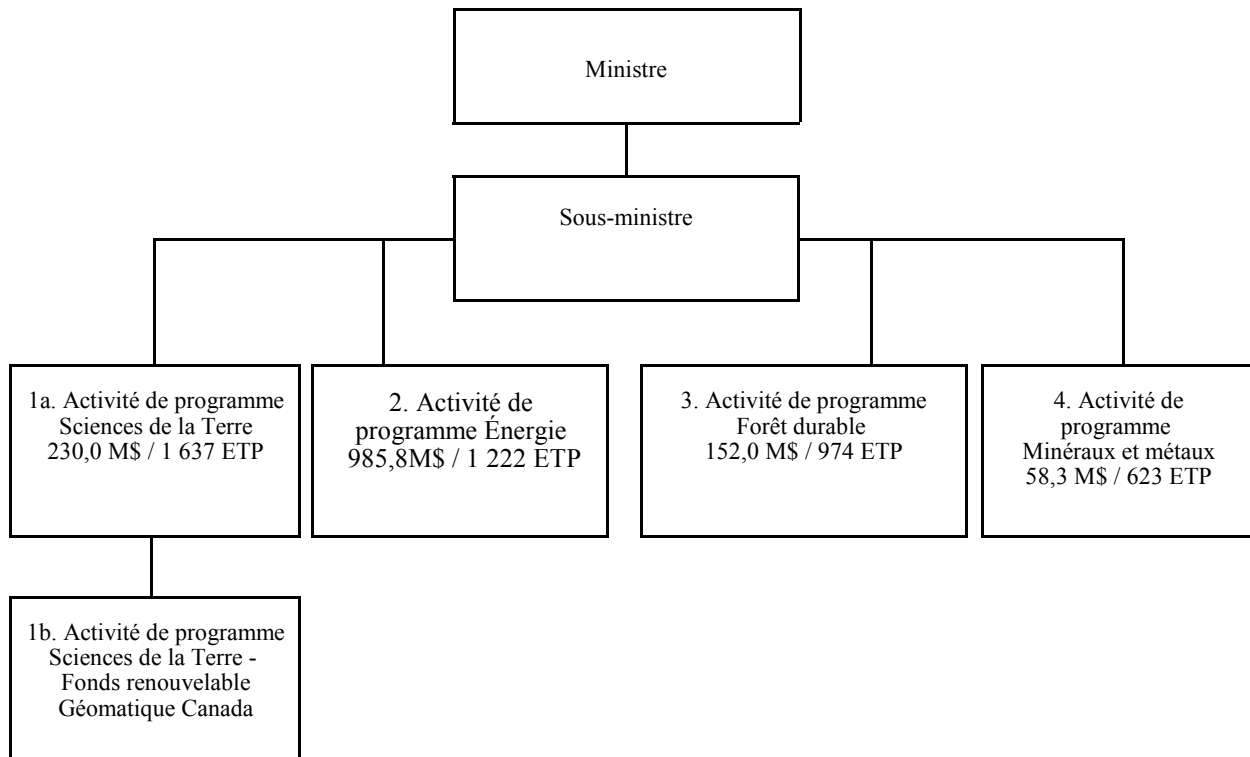 Ministre
Sous-ministre
1a. Activité de programme
Sciences de la Terre
230,0 M$ / 1 637 ETP
2. Activité de
programme Énergie
985,8M$ / 1 222 ETP
3. Activité de programme
Forêt durable
152,0 M$ / 974 ETP
4. Activité de
programme
Minéraux et métaux
58,3 M$ / 623 ETP
1b. Activité de programme
Sciences de la Terre -
Fonds renouvelable
Géomatique Canada